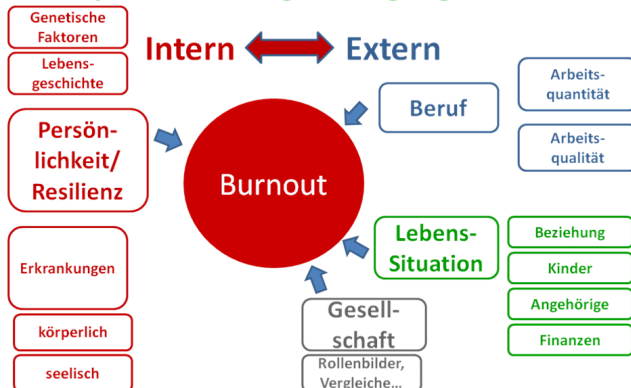 Genetische
Faktoren
Lebens-
geschichte
Intern
Extern
Persön-
lichkeit/
Resilienz
Burnout
Beruf
Arbeits-
quantität
Arbeits-
qualität
Erkrankungen
körperlich
seelisch
Lebens-
Situation
Beziehung
Kinder
Angehörige
Finanzen
Gesell-
schaft
Rollenbilder,
Vergleiche…